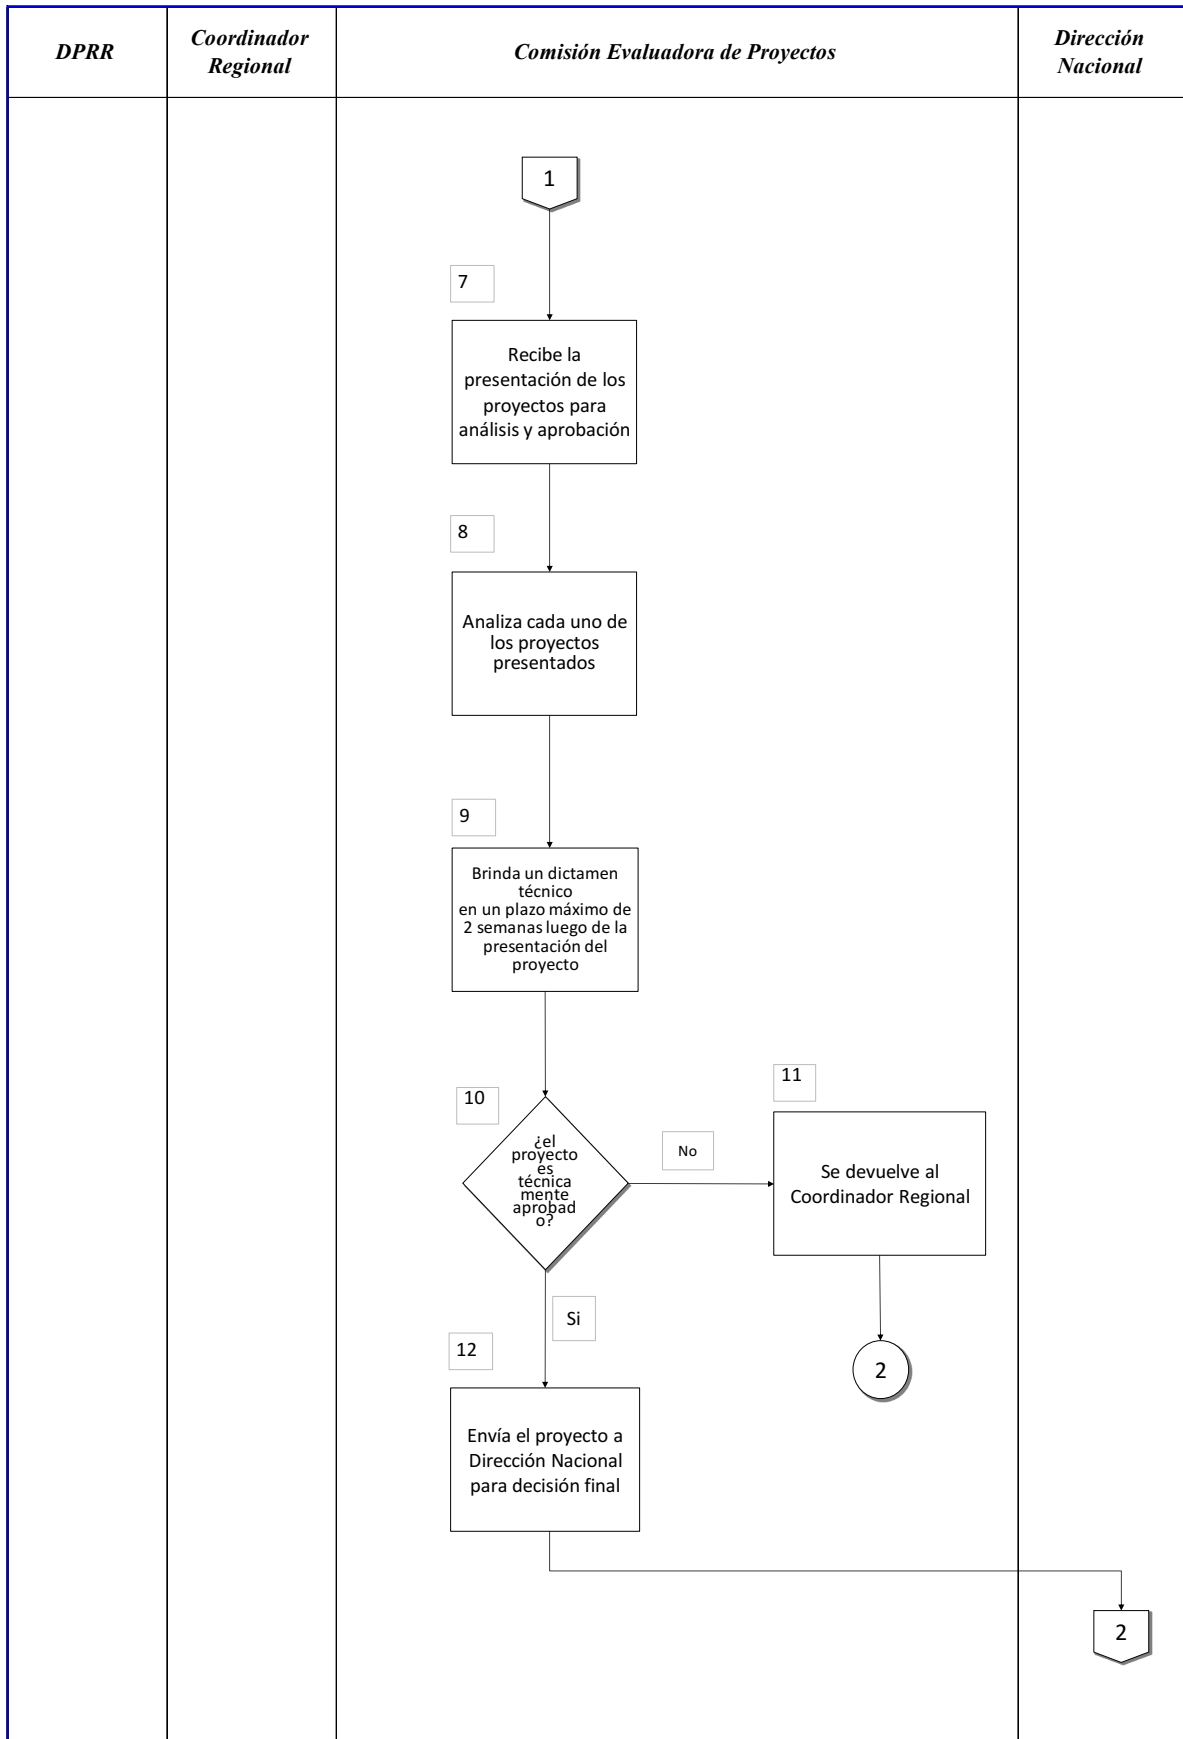 DPRR
Coordinador
Regional
Comisión Evaluadora de Proyectos
Dirección
Nacional
1
7
Recibe la
presentación de los
proyectos para
análisis y aprobación
8
Analiza cada uno de
los proyectos
presentados
9
Brinda un dictamen
técnico
en un plazo máximo de
2 semanas luego de la
presentación del
proyecto
10
¿el
proyecto
es
técnica
mente
aprobad
o?
No
11
Se devuelve al
Coordinador Regional
2
Si
12
Envía el proyecto a
Dirección Nacional
para decisión final
2